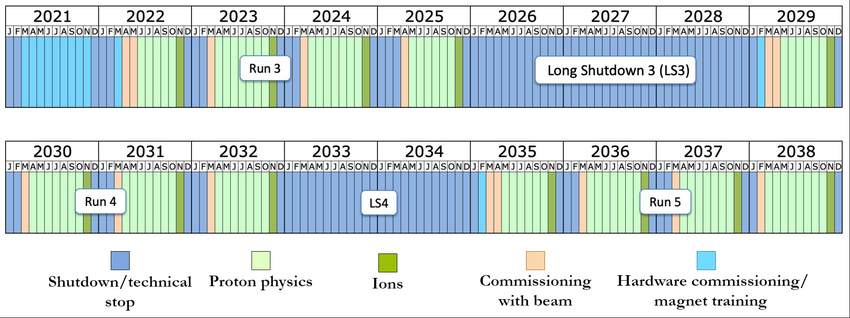 2021 2022 2023 2024 2025 2026 2027 2028 2029
J F M A M J J A S O N D J F M A M J J A S O N D J F M A M J J A S O N D J F M A M J J A S O N D J F M A M J J A S O N D J F M A M J J A S O N D J F M A M J J A S O N D J F M A M J J A S O N D J F M A M J J A S O N D
Run 3 Long Shutdown 3 (LS3)
2030 2031 2032 2033 2034 2035 2036 2037 2038
J F M A M J J A S O N D J F M A M J J A S O N D J F M A M J J A S O N D J F M A M J J A S O N D J F M A M J J A S O N D J F M A M J J A S O N D J F M A M J J A S O N D J F M A M J J A S O N D J F M A M J J A S O N D
Run 4 LS4 Run 5
Shutdown/technical Proton physics Ions Commissioning Hardware commissioning/
stop with beam magnet training